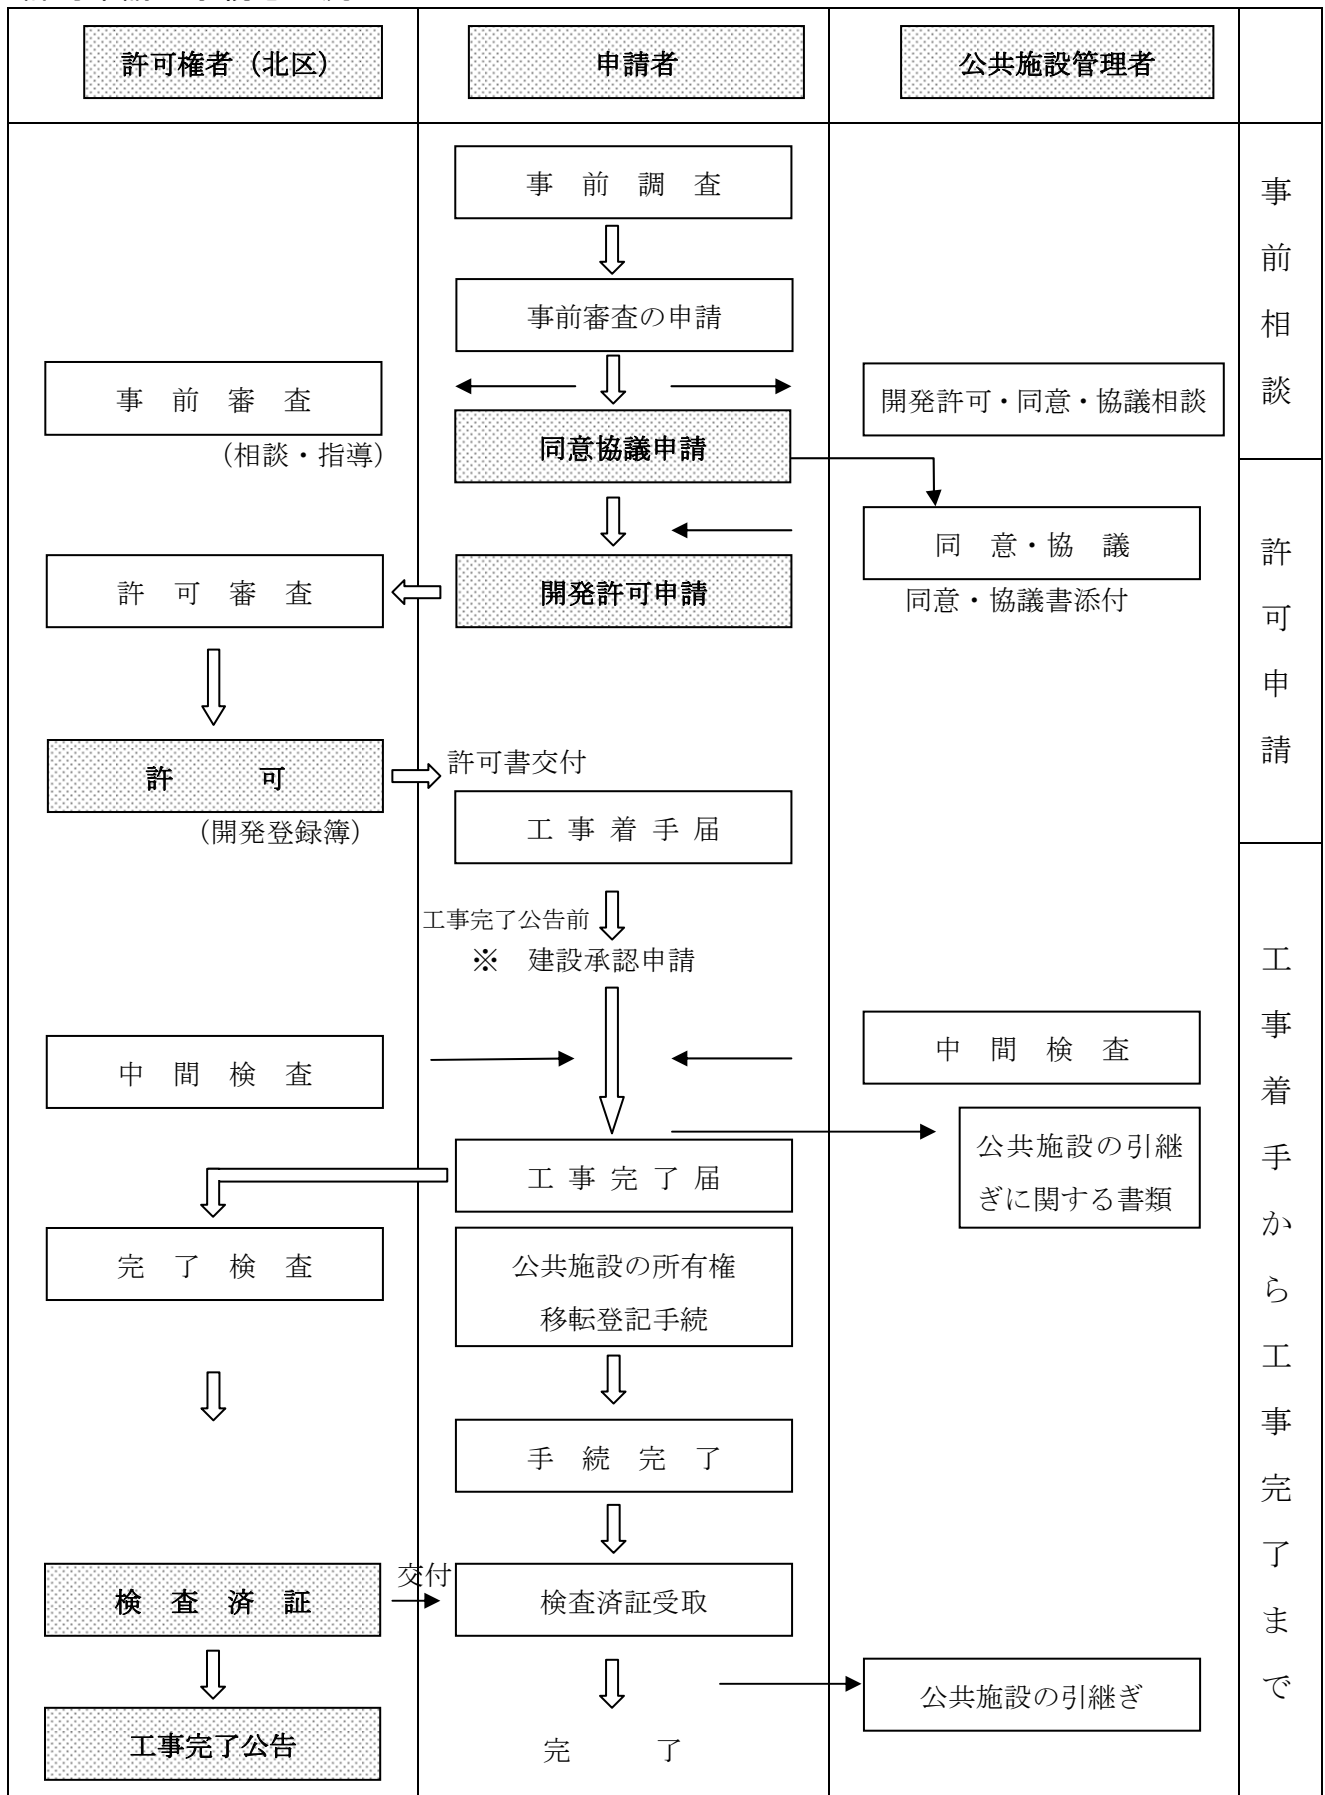 許可権者（北区）
申請者
公共施設管理者
事前調査
事前審査の申請
事前審査
（相談・指導）
開発許可・同意・協議相談
同意協議申請
同意・協議
同意・協議書添付
許可審査
開発許可申請
許可
（開発登録簿）
許可書交付
工事着手届
工事完了公告前
※　建設承認申請
中間検査
中間検査
公共施設の引継
ぎに関する書類
工事完了届
完了検査
公共施設の所有権
移転登記手続
手続完了
検査済証
交付
検査済証受取
公共施設の引継ぎ
工事完了公告
完了
事前相談
許可申請
工事着手から工事完了まで